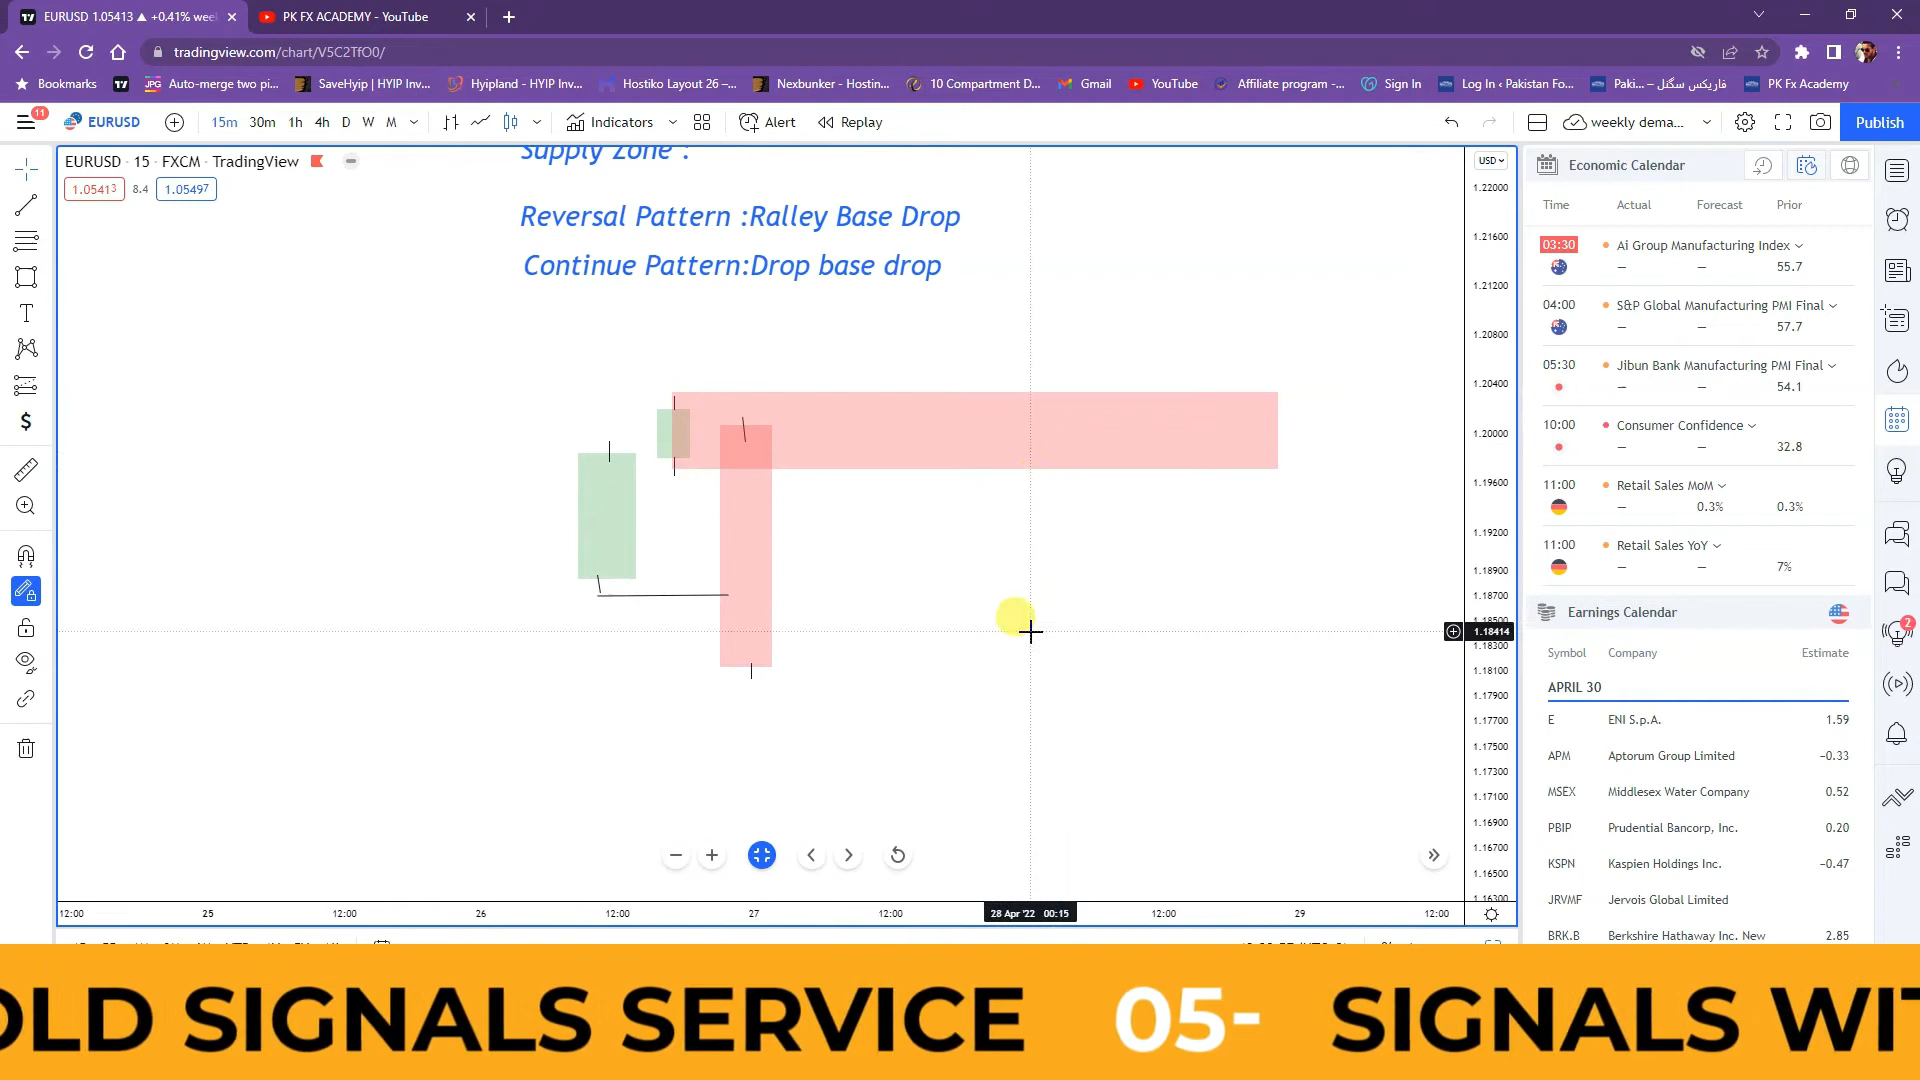 EURUSD 1.05413 ▲ +0.41% wee
PK FX ACADEMY - YouTube
tradingview.com/chart/V5C2TfO0/
Bookmarks
JPG
Auto-merge two pi...
SaveHyip | HYIP Inv...
Hyipland - HYIP Inv...
Hostiko Layout 26 –...
Nexbunker - Hostin...
10 Compartment D...
Gmail
YouTube
Affiliate program -...
Sign In
Log In ‹ Pakistan Fo...
Paki... – فاریکس سگنل
PK Fx Academy
11
EURUSD
15m 30m 1h 4h D W M
Indicators
Alert
Replay
weekly dema...
Publish
EURUSD · 15 · FXCM · TradingView
1.05413 8.4 1.05497
Supply Zone :
Reversal Pattern :Ralley Base Drop
Continue Pattern:Drop base drop
USD
1.22000
1.21600
1.21200
1.20800
1.20400
1.20000
1.19600
1.19200
1.18900
1.18700
1.18500
1.18414
1.18300
1.18100
1.17900
1.17700
1.17500
1.17300
1.17100
1.16900
1.16700
1.16500
1.16300
12:00 25 12:00 26 12:00 27 12:00 28 Apr '22 00:15 12:00 29 12:00
Economic Calendar
Time Actual Forecast Prior
03:30 Ai Group Manufacturing Index
— — 55.7
04:00 S&P Global Manufacturing PMI Final
— — 57.7
05:30 Jibun Bank Manufacturing PMI Final
— — 54.1
10:00 Consumer Confidence
— — 32.8
11:00 Retail Sales MoM
— 0.3% 0.3%
11:00 Retail Sales YoY
— — 7%
Earnings Calendar
Symbol Company Estimate
APRIL 30
E ENI S.p.A. 1.59
APM Aptorum Group Limited −0.33
MSEX Middlesex Water Company 0.52
PBIP Prudential Bancorp, Inc. 0.20
KSPN Kaspien Holdings Inc. −0.47
JRVMF Jervois Global Limited
BRK.B Berkshire Hathaway Inc. New 2.85
2
OLD SIGNALS SERVICE 05- SIGNALS WIT